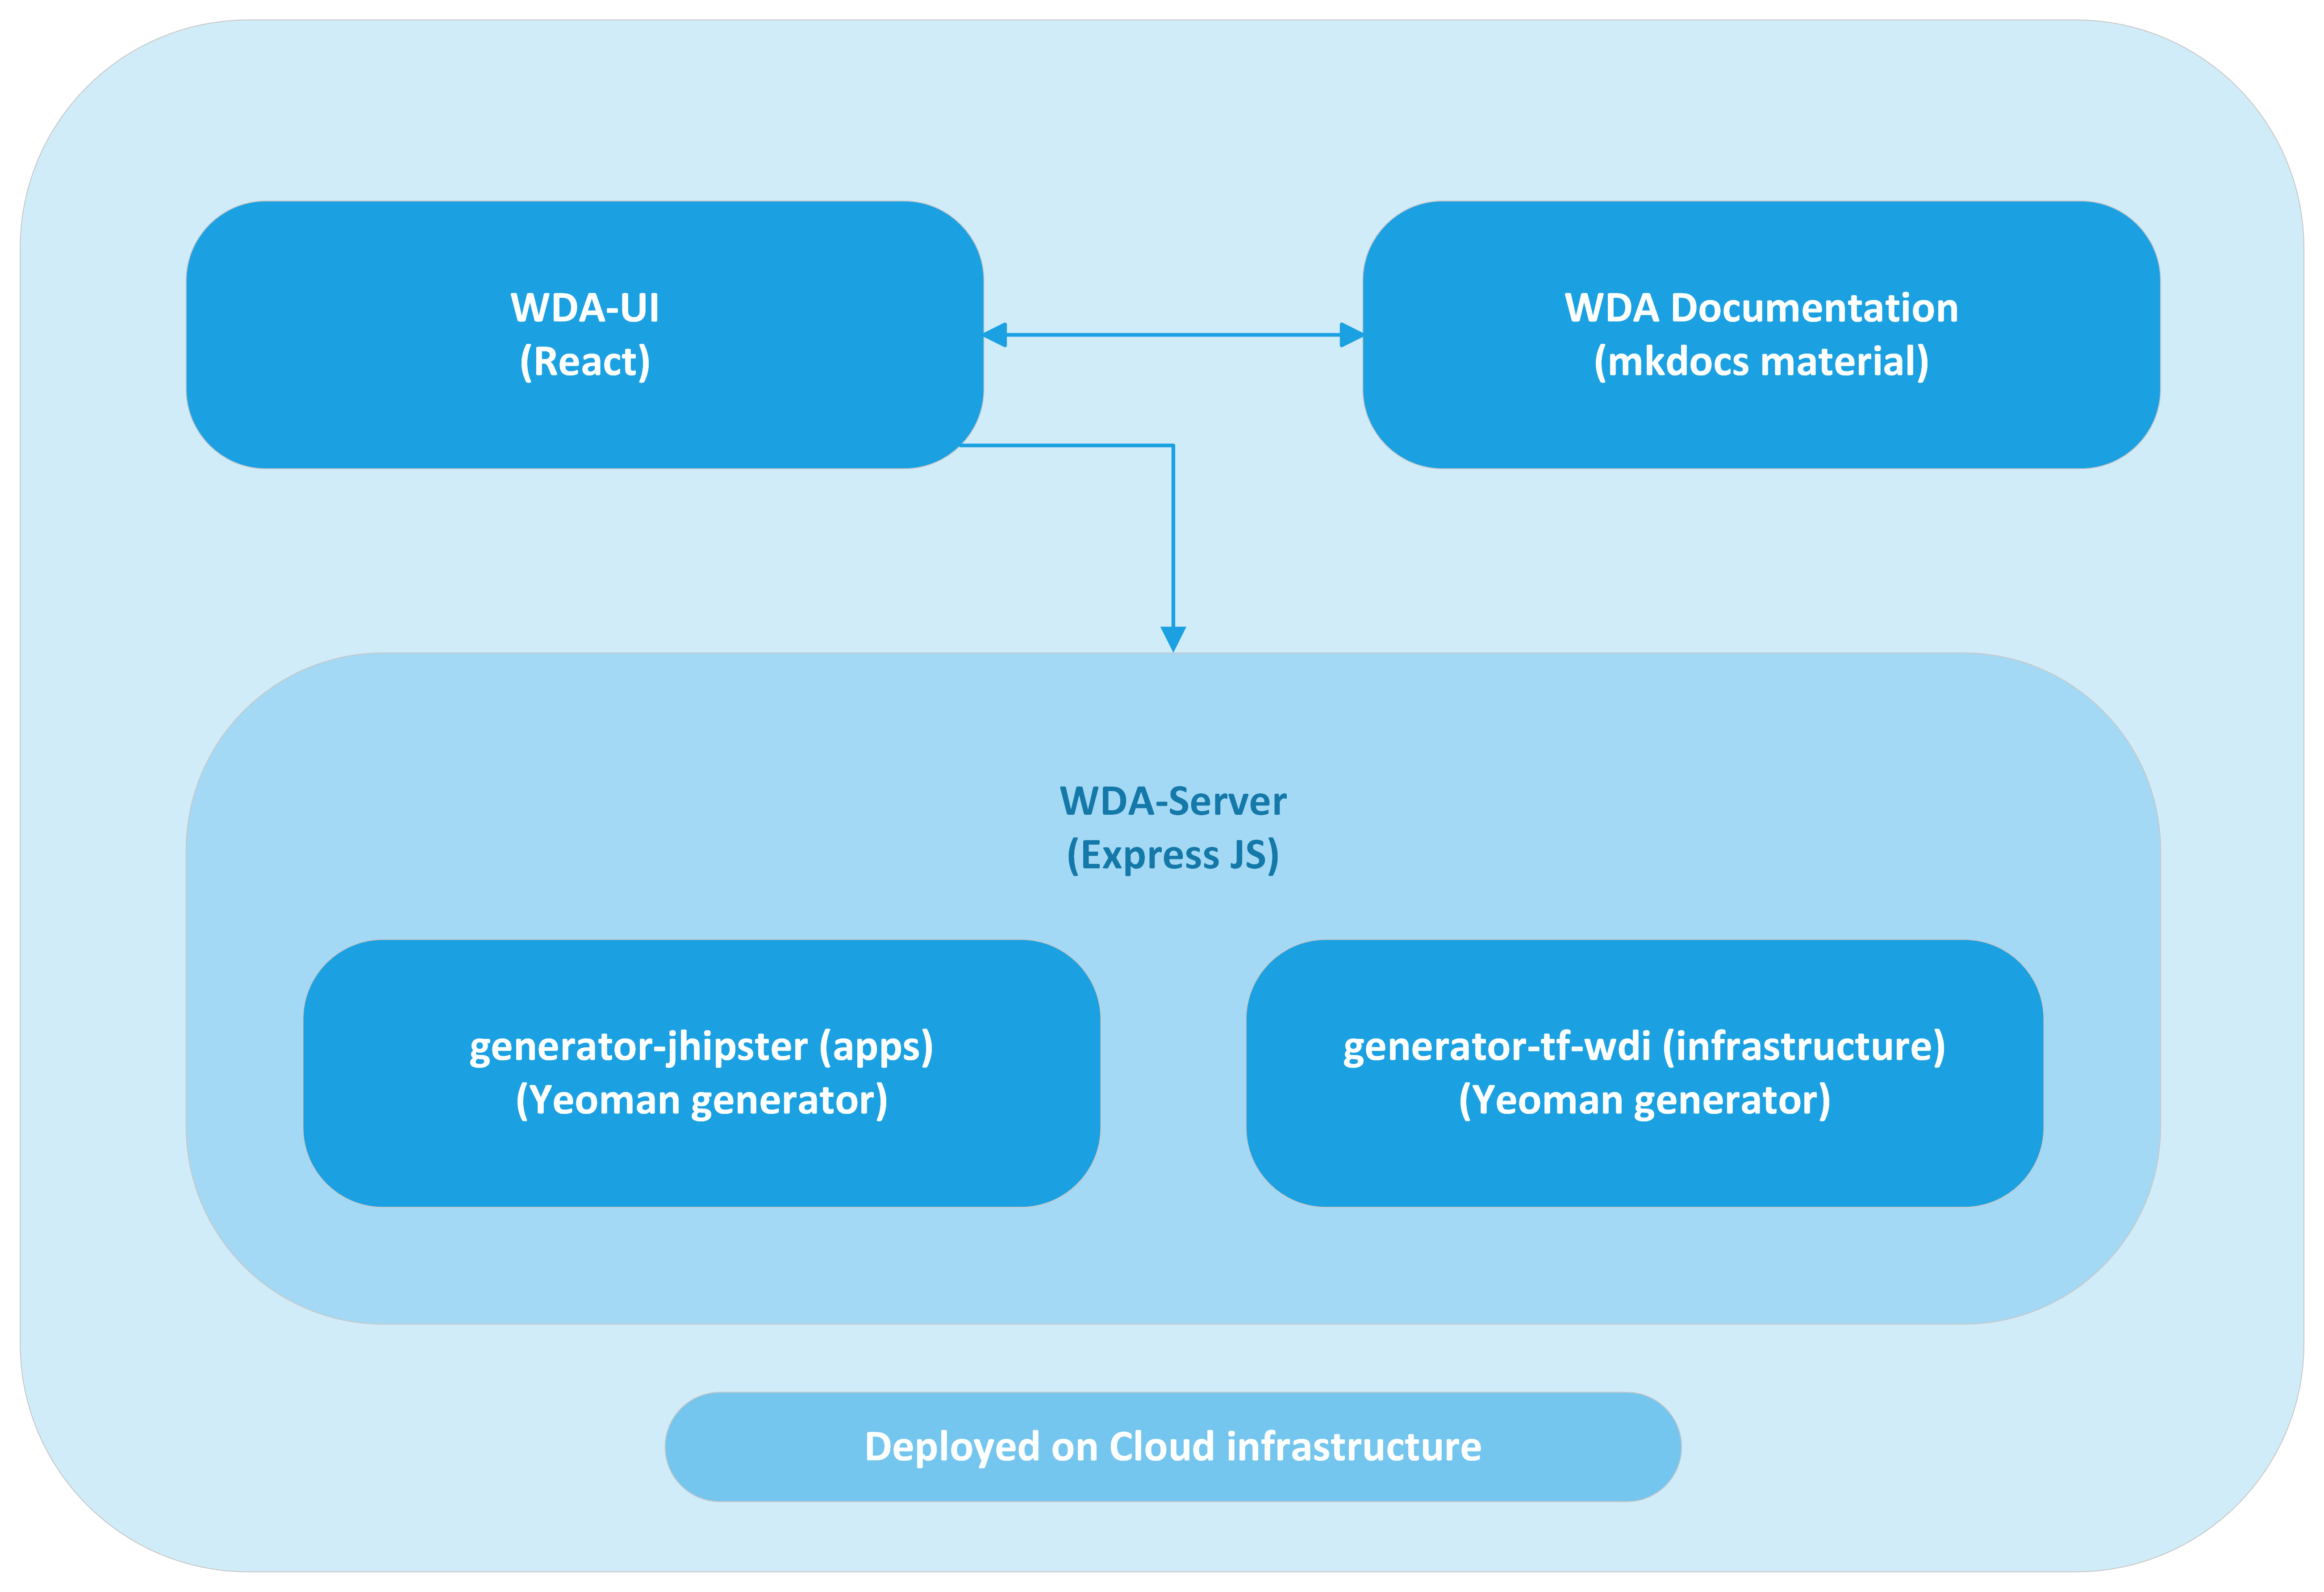 WDA-UI
(React)
WDA Documentation
(mkdocs material)
WDA-Server
(Express JS)
generator-jhipster (apps)
(Yeoman generator)
generator-tf-wdi (infrastructure)
(Yeoman generator)
Deployed on Cloud infrastructure